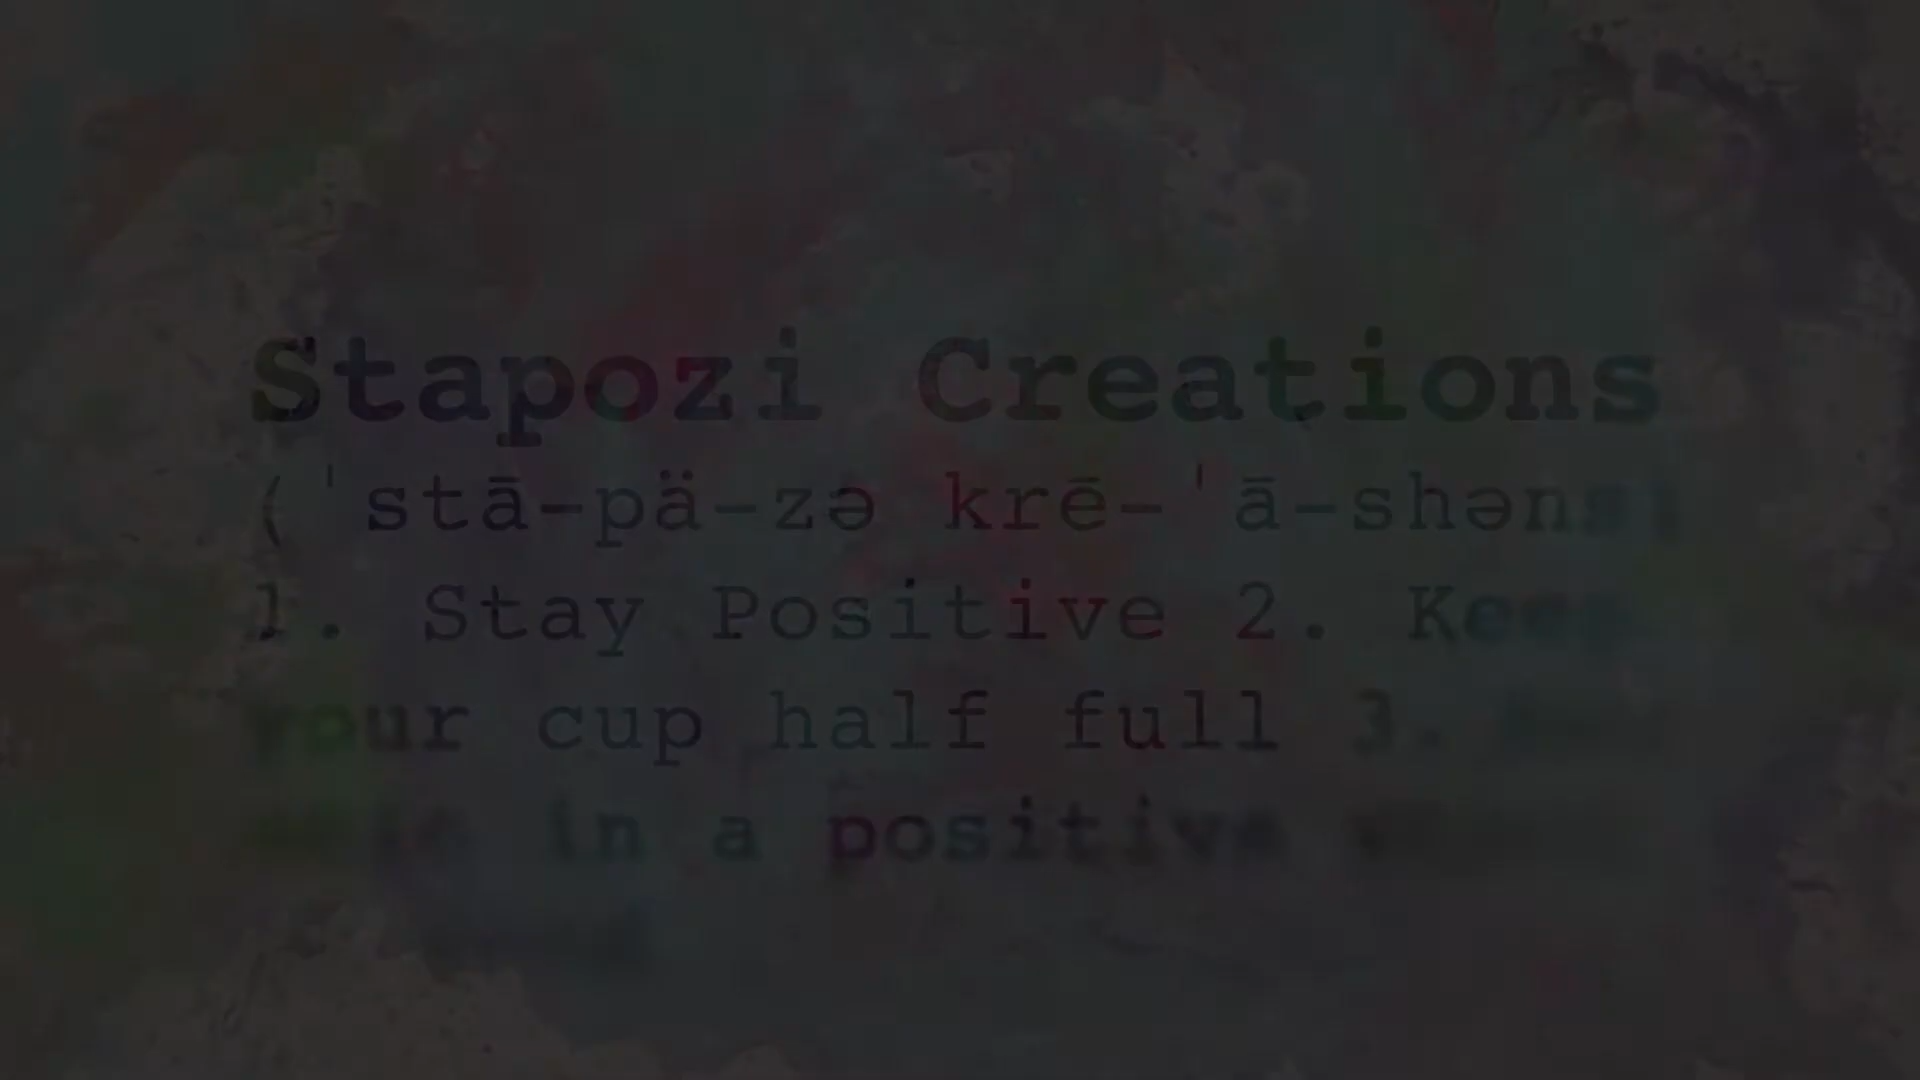 Stapozi Creations
(ˈstā-pä-zə krē-ˈā-shəns)
1. Stay Positive 2. Keep
your cup half full 3.
in a positive